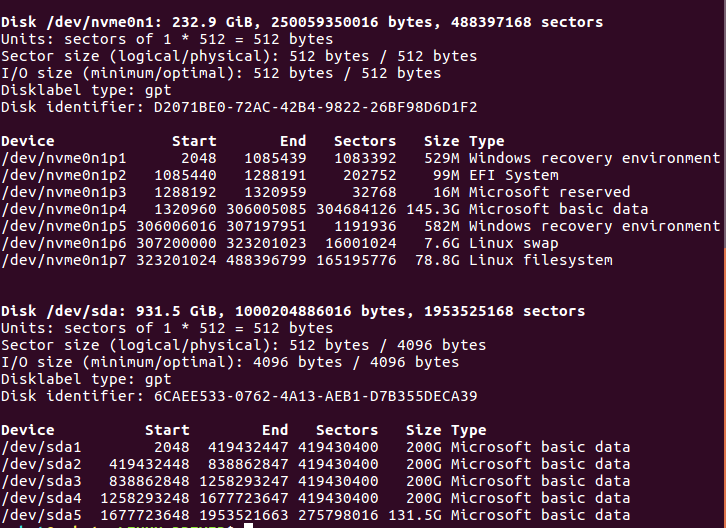 Disk /dev/nvme0n1: 232.9 GiB, 250059350016 bytes, 488397168 sectors
Units: sectors of 1 * 512 = 512 bytes
Sector size (logical/physical): 512 bytes / 512 bytes
I/O size (minimum/optimal): 512 bytes / 512 bytes
Disklabel type: gpt
Disk identifier: D2071BE0-72AC-42B4-9822-26BF98D6D1F2

Device             Start       End   Sectors   Size Type
/dev/nvme0n1p1      2048   1085439   1083392   529M Windows recovery environment
/dev/nvme0n1p2   1085440   1288191    202752    99M EFI System
/dev/nvme0n1p3   1288192   1320959     32768    16M Microsoft reserved
/dev/nvme0n1p4   1320960 306005085 304684126 145.3G Microsoft basic data
/dev/nvme0n1p5 306006016 307197951   1191936   582M Windows recovery environment
/dev/nvme0n1p6 307200000 323201023  16001024   7.6G Linux swap
/dev/nvme0n1p7 323201024 488396799 165195776  78.8G Linux filesystem

Disk /dev/sda: 931.5 GiB, 1000204886016 bytes, 1953525168 sectors
Units: sectors of 1 * 512 = 512 bytes
Sector size (logical/physical): 512 bytes / 4096 bytes
I/O size (minimum/optimal): 4096 bytes / 4096 bytes
Disklabel type: gpt
Disk identifier: 6CAEE533-0762-4A13-AEB1-D7B355DECA39

Device          Start        End   Sectors   Size Type
/dev/sda1        2048  419432447 419430400   200G Microsoft basic data
/dev/sda2   419432448  838862847 419430400   200G Microsoft basic data
/dev/sda3   838862848 1258293247 419430400   200G Microsoft basic data
/dev/sda4  1258293248 1677723647 419430400   200G Microsoft basic data
/dev/sda5  1677723648 1953521663 275798016 131.5G Microsoft basic data